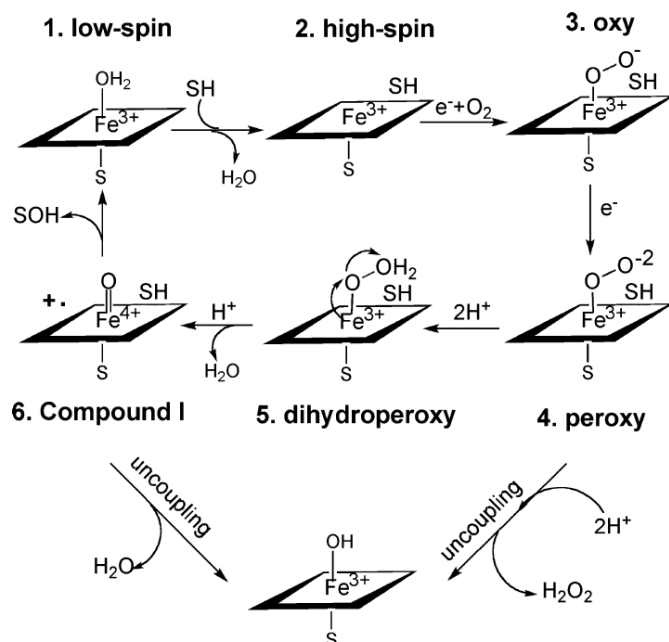 1. low-spin
2. high-spin
3. oxy
OH₂
Fe³⁺
S
SH
H₂O
SH
Fe³⁺
S
e⁻+O₂
O O⁻
SH
Fe³⁺
S
SOH
e⁻
+.
O
SH
Fe⁴⁺
S
H⁺
H₂O
O OH₂
SH
Fe³⁺
S
2H⁺
O O⁻²
SH
Fe³⁺
S
6. Compound I
5. dihydroperoxy
4. peroxy
uncoupling
H₂O
OH
Fe³⁺
S
uncoupling
2H⁺
H₂O₂